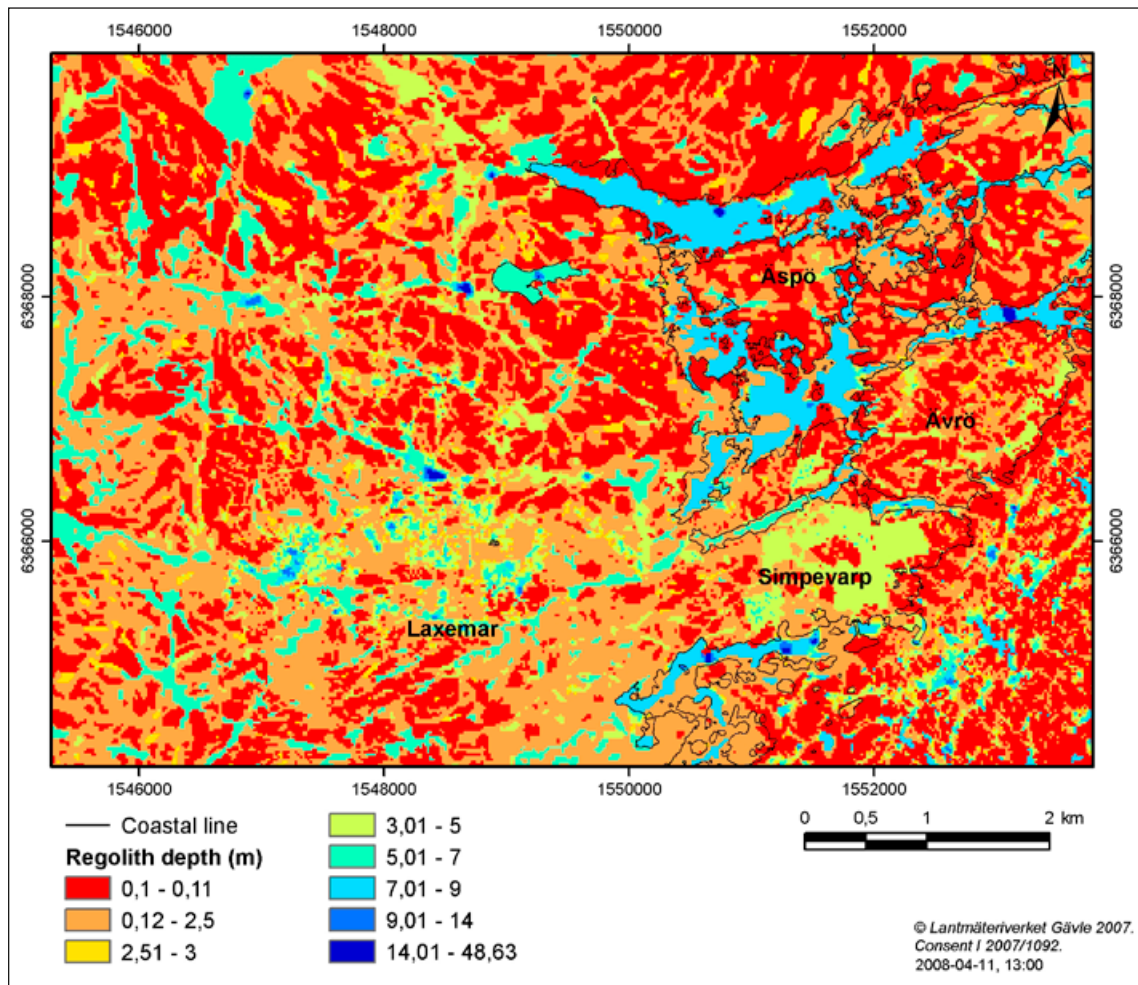 1546000 1548000 1550000 1552000
N
6368000 6368000
Äspö
Ävrö
6366000 6366000
Simpevarp
Laxemar
1546000 1548000 1550000 1552000
Coastal line
Regolith depth (m)
0,1 - 0,11
0,12 - 2,5
2,51 - 3
3,01 - 5
5,01 - 7
7,01 - 9
9,01 - 14
14,01 - 48,63
0 0,5 1 2 km
© Lantmäteriverket Gävle 2007.
Consent I 2007/1092.
2008-04-11, 13:00